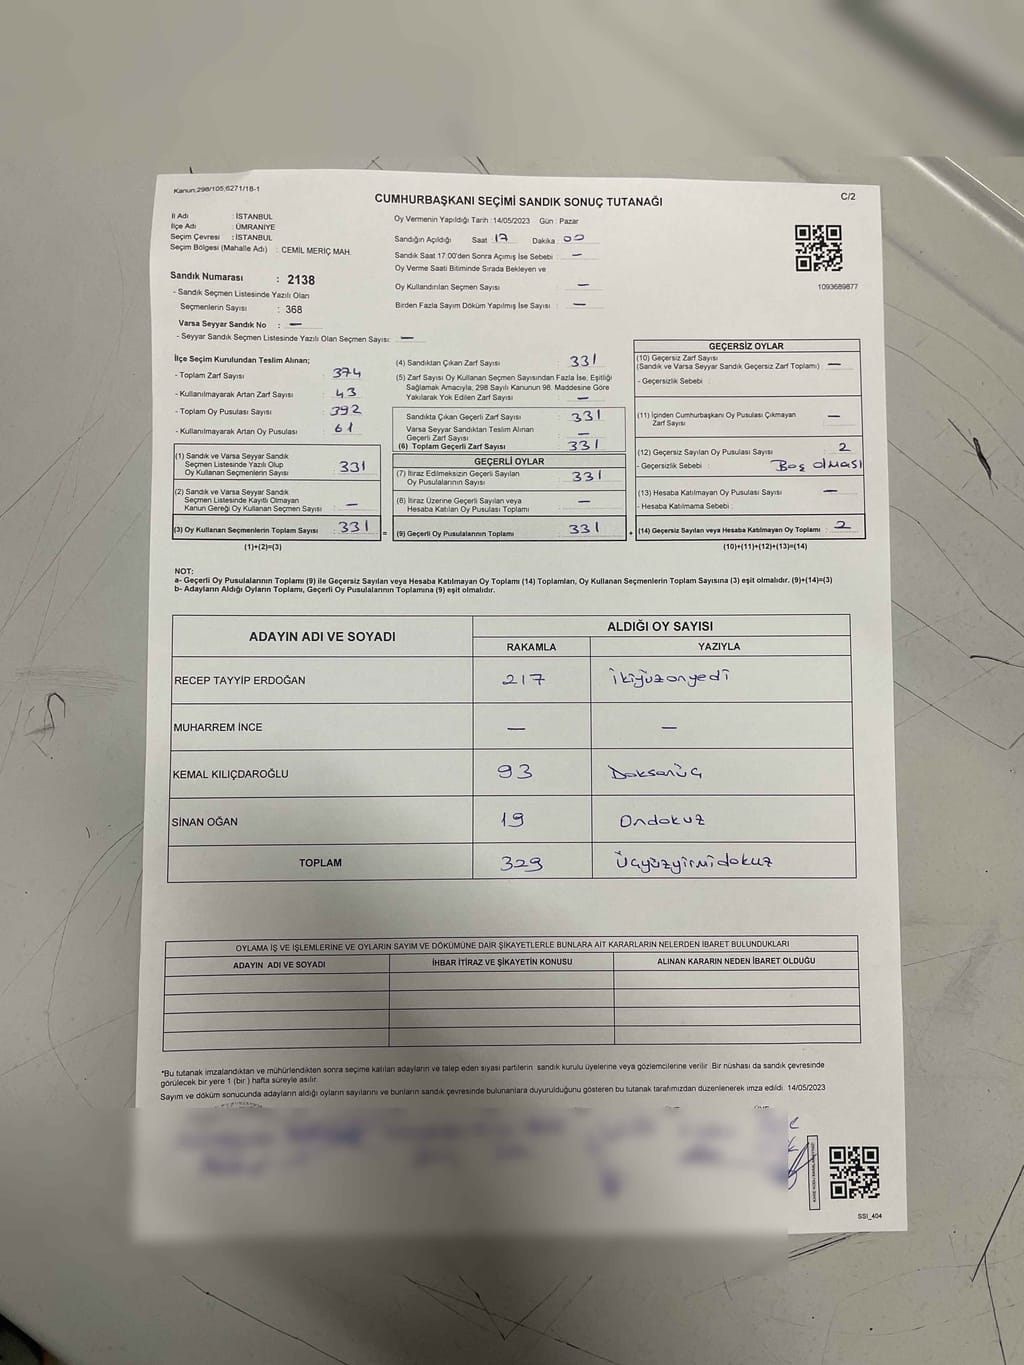 Kanun:298/105,6271/18-1
CUMHURBAŞKANI SEÇİMİ SANDIK SONUÇ TUTANAĞI
C/2
İl Adı : İSTANBUL
İlçe Adı : ÜMRANİYE
Seçim Çevresi : İSTANBUL
Seçim Bölgesi (Mahalle Adı) : CEMİL MERİÇ MAH.
Sandık Numarası : 2138
- Sandık Seçmen Listesinde Yazılı Olan
Seçmenlerin Sayısı : 368
Varsa Seyyar Sandık No : —
- Seyyar Sandık Seçmen Listesinde Yazılı Olan Seçmen Sayısı: —
Oy Vermenin Yapıldığı Tarih :14/05/2023 Gün : Pazar
Sandığın Açıldığı Saat : 17 Dakika : 00
Sandık Saat 17:00'den Sonra Açımış İse Sebebi : —
Oy Verme Saati Bitiminde Sırada Bekleyen ve
Oy Kullandırılan Seçmen Sayısı : —
Birden Fazla Sayım Döküm Yapılmış İse Sayısı : —
1093689877
İlçe Seçim Kurulundan Teslim Alınan;
- Toplam Zarf Sayısı : 374
- Kullanılmayarak Artan Zarf Sayısı : 43
- Toplam Oy Pusulası Sayısı : 392
- Kullanılmayarak Artan Oy Pusulası : 61
(1) Sandık ve Varsa Seyyar Sandık
Seçmen Listesinde Yazılı Olup
Oy Kullanan Seçmenlerin Sayısı : 331
(2) Sandık ve Varsa Seyyar Sandık
Seçmen Listesinde Kayıtlı Olmayan
Kanun Gereği Oy Kullanan Seçmen Sayısı : —
(3) Oy Kullanan Seçmenlerin Toplam Sayısı : 331
(1)+(2)=(3)
=
(4) Sandıktan Çıkan Zarf Sayısı : 331
(5) Zarf Sayısı Oy Kullanan Seçmen Sayısından Fazla İse, Eşitliği
Sağlamak Amacıyla; 298 Sayılı Kanunun 98. Maddesine Göre
Yakılarak Yok Edilen Zarf Sayısı : —
Sandıkta Çıkan Geçerli Zarf Sayısı : 331
Varsa Seyyar Sandıktan Teslim Alınan
Geçerli Zarf Sayısı : —
(6) Toplam Geçerli Zarf Sayısı : 331
GEÇERLİ OYLAR
(7) İtiraz Edilmeksizin Geçerli Sayılan
Oy Pusulalarının Sayısı : 331
(8) İtiraz Üzerine Geçerli Sayılan veya
Hesaba Katılan Oy Pusulası Toplamı : —
(9) Geçerli Oy Pusulalarının Toplamı : 331
+
GEÇERSİZ OYLAR
(10) Geçersiz Zarf Sayısı
(Sandık ve Varsa Seyyar Sandık Geçersiz Zarf Toplamı) : —
- Geçersizlik Sebebi :
(11) İçinden Cumhurbaşkanı Oy Pusulası Çıkmayan
Zarf Sayısı : —
(12) Geçersiz Sayılan Oy Pusulası Sayısı : 2
- Geçersizlik Sebebi : Boş olması
(13) Hesaba Katılmayan Oy Pusulası Sayısı : —
- Hesaba Katılmama Sebebi :
(14) Geçersiz Sayılan veya Hesaba Katılmayan Oy Toplamı : 2
(10)+(11)+(12)+(13)=(14)
NOT:
a- Geçerli Oy Pusulalarının Toplamı (9) ile Geçersiz Sayılan veya Hesaba Katılmayan Oy Toplamı (14) Toplamları, Oy Kullanan Seçmenlerin Toplam Sayısına (3) eşit olmalıdır. (9)+(14)=(3)
b- Adayların Aldığı Oyların Toplamı, Geçerli Oy Pusulalarının Toplamına (9) eşit olmalıdır.
ADAYIN ADI VE SOYADI ALDIĞI OY SAYISI
RAKAMLA YAZIYLA
RECEP TAYYİP ERDOĞAN 217 İkiyüzonyedi
MUHARREM İNCE — —
KEMAL KILIÇDAROĞLU 93 Doksanüç
SİNAN OĞAN 19 Ondokuz
TOPLAM 329 Üçyüzyirmidokuz
OYLAMA İŞ VE İŞLEMLERİNE VE OYLARIN SAYIM VE DÖKÜMÜNE DAİR ŞİKAYETLERLE BUNLARA AİT KARARLARIN NELERDEN İBARET BULUNDUKLARI
ADAYIN ADI VE SOYADI İHBAR İTİRAZ VE ŞİKAYETİN KONUSU ALINAN KARARIN NEDEN İBARET OLDUĞU
*Bu tutanak imzalandıktan ve mühürlendikten sonra seçime katılan adayların ve talep eden siyasi partilerin sandık kurulu üyelerine veya gözlemcilerine verilir. Bir nüshası da sandık çevresinde
görülecek bir yere 1 (bir) hafta süreyle asılır.
Sayım ve döküm sonucunda adayların aldığı oyların sayılarını ve bunların sandık çevresinde bulunanlara duyurulduğunu gösteren bu tutanak tarafımızdan düzenlenerek imza edildi. 14/05/2023
SSI_404